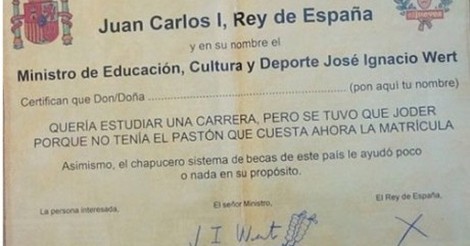 Juan Carlos I, Rey de España
y en su nombre el
Ministro de Educación, Cultura y Deporte José Ignacio Wert
Certifican que Don/Doña ........................................ (pon aquí tu nombre)
QUERÍA ESTUDIAR UNA CARRERA, PERO SE TUVO QUE JODER
PORQUE NO TENÍA EL PASTÓN QUE CUESTA AHORA LA MATRÍCULA
Asimismo, el chapucero sistema de becas de este país le ayudó poco
o nada en su propósito.
La persona interesada, El señor Ministro, El Rey de España,
J I Wert X